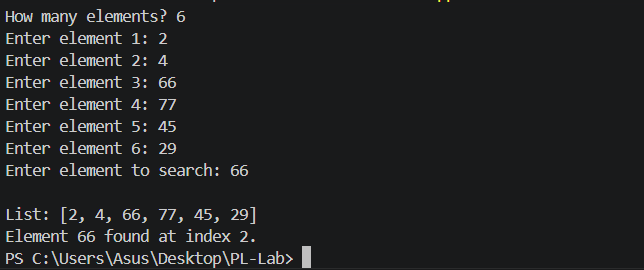 How many elements? 6
Enter element 1: 2
Enter element 2: 4
Enter element 3: 66
Enter element 4: 77
Enter element 5: 45
Enter element 6: 29
Enter element to search: 66

List: [2, 4, 66, 77, 45, 29]
Element 66 found at index 2.
PS C:\Users\Asus\Desktop\PL-Lab>